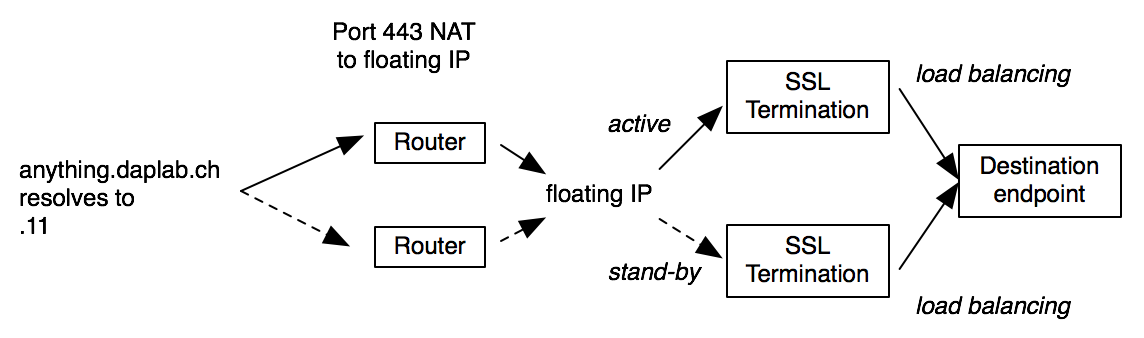 Port 443 NAT
to floating IP
anything.daplab.ch
resolves to
.11
Router
Router
floating IP
active
stand-by
SSL
Termination
SSL
Termination
load balancing
load balancing
Destination
endpoint